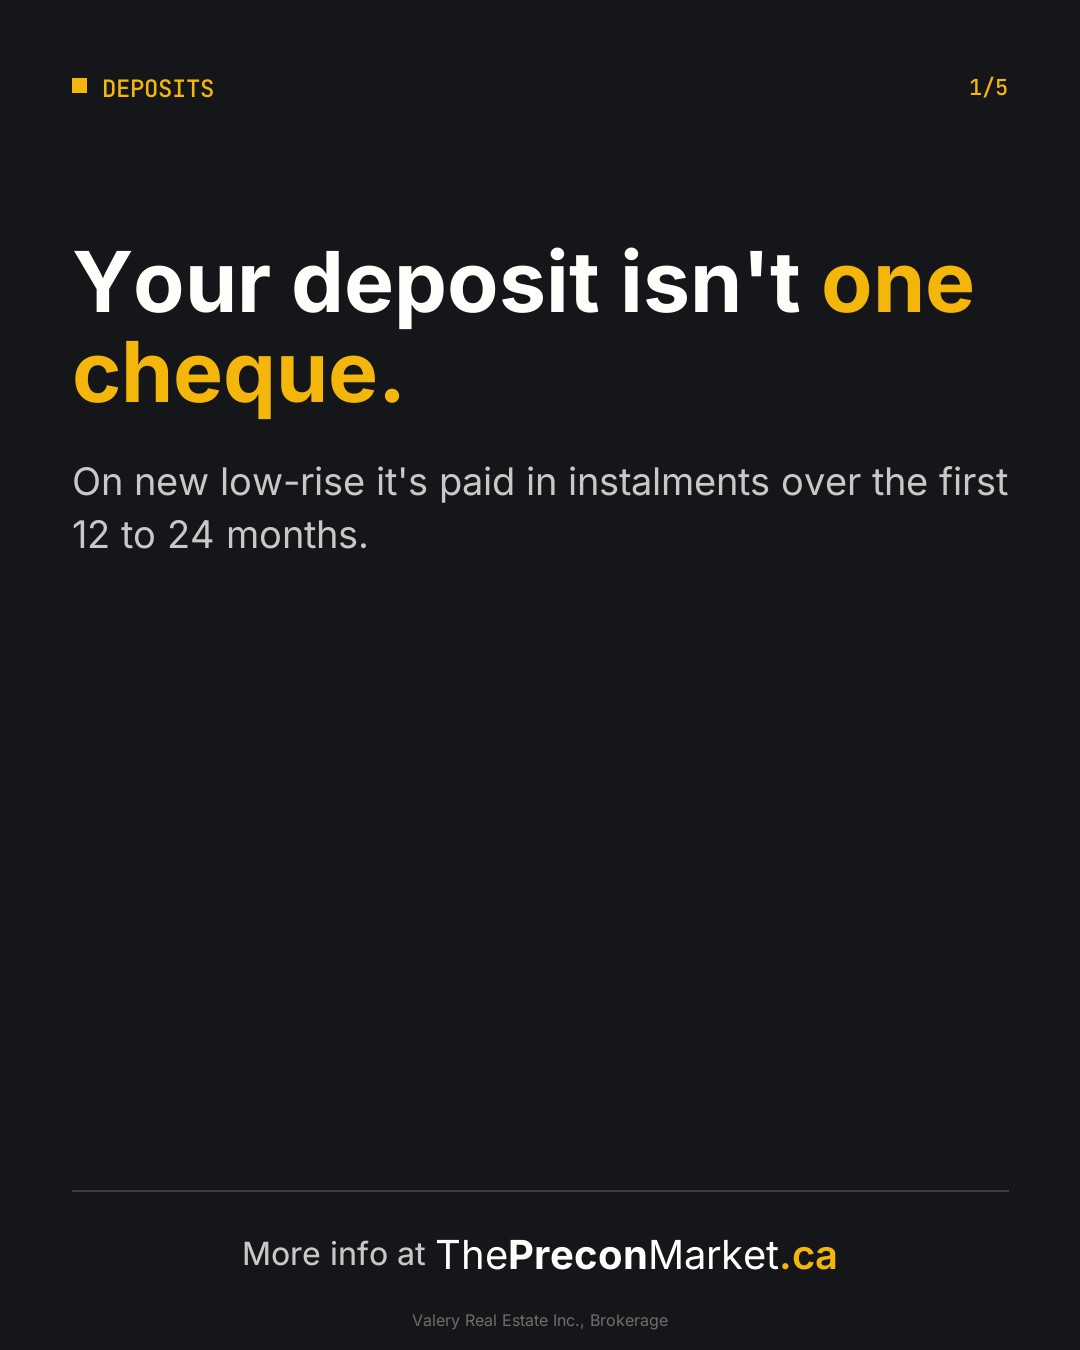 DEPOSITS
1/5
Your deposit isn't one
cheque.
On new low-rise it's paid in instalments over the first
12 to 24 months.
More info at ThePreconMarket.ca
Valery Real Estate Inc., Brokerage